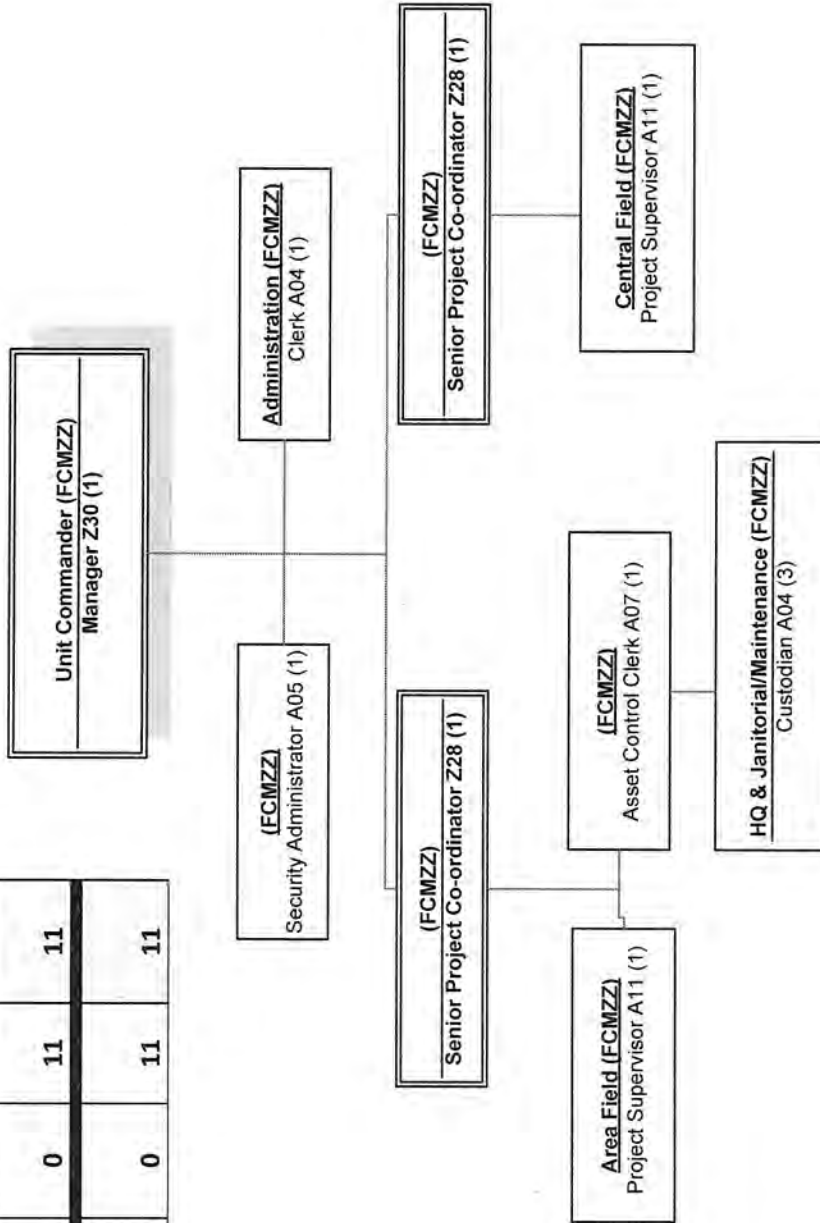 Unit Commander (FCMZZ)
Manager Z30 (1)
0 11 11
0 11 11
(FCMZZ)
Security Administrator A05 (1)
Administration (FCMZZ)
Clerk A04 (1)
(FCMZZ)
Senior Project Co-ordinator Z28 (1)
(FCMZZ)
Senior Project Co-ordinator Z28 (1)
Area Field (FCMZZ)
Project Supervisor A11 (1)
(FCMZZ)
Asset Control Clerk A07 (1)
Central Field (FCMZZ)
Project Supervisor A11 (1)
HQ & Janitorial/Maintenance (FCMZZ)
Custodian A04 (3)